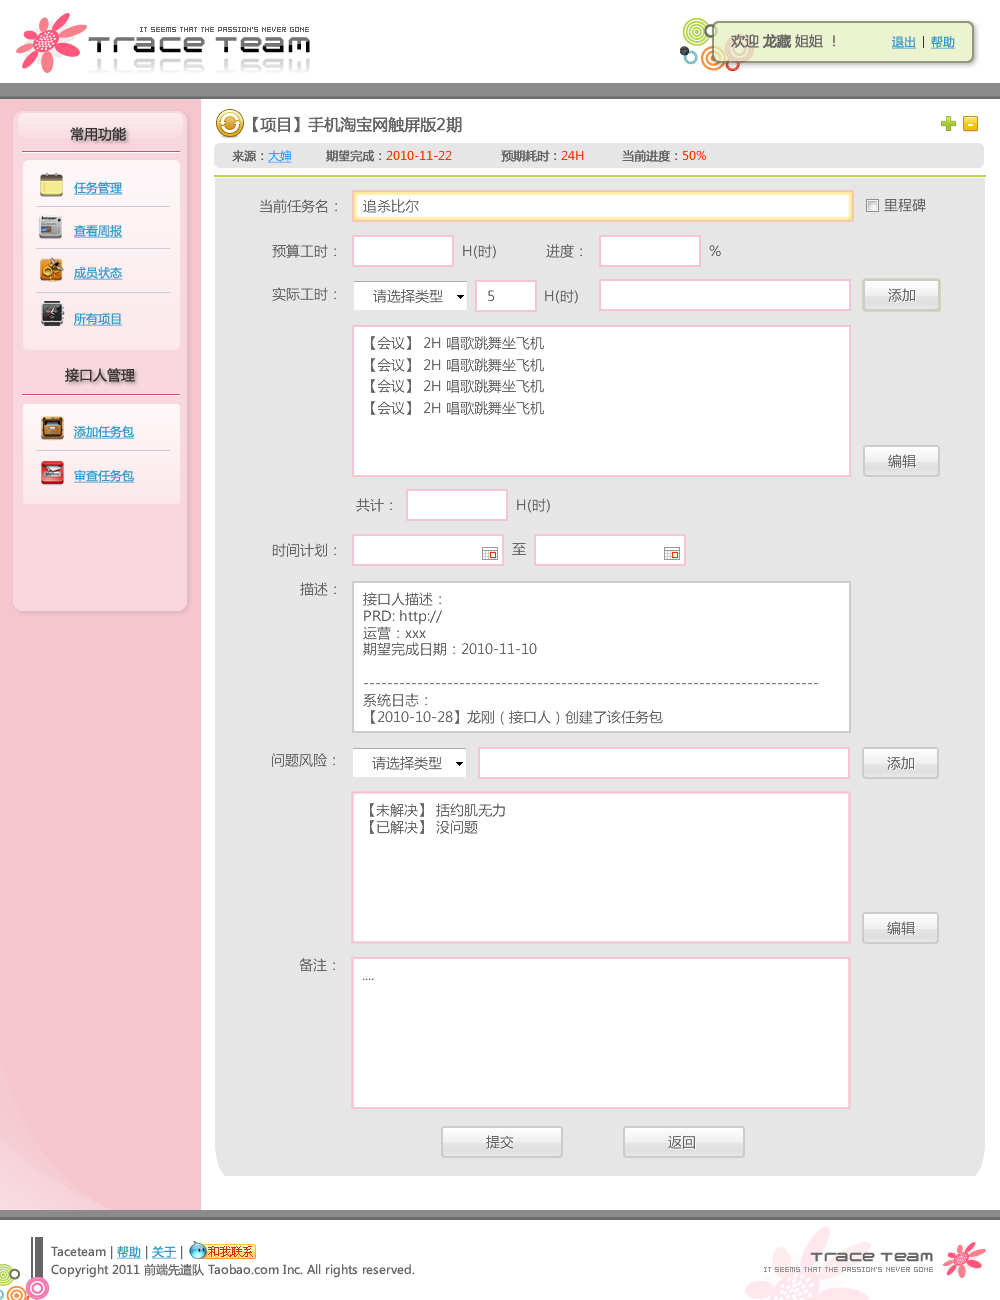 IT SEEMS THAT THE PASSION'S NEVER GONE
Trace Team
欢迎 龙藏 姐姐 ！
退出 | 帮助
常用功能
任务管理
查看周报
成员状态
所有项目
接口人管理
添加任务包
审查任务包
【项目】手机淘宝网触屏版2期
来源：大婶 期望完成：2010-11-22 预期耗时：24H 当前进度：50%
当前任务名： 追杀比尔 里程碑
预算工时： H(时) 进度： %
实际工时： 请选择类型 5 H(时) 添加
【会议】 2H 唱歌跳舞坐飞机
【会议】 2H 唱歌跳舞坐飞机
【会议】 2H 唱歌跳舞坐飞机
【会议】 2H 唱歌跳舞坐飞机
编辑
共计： H(时)
时间计划： 至
描述：
接口人描述：
PRD: http://
运营：xxx
期望完成日期：2010-11-10
--------------------------------------------------------------------------------
系统日志：
【2010-10-28】龙刚（接口人）创建了该任务包
问题风险： 请选择类型 添加
【未解决】 括约肌无力
【已解决】 没问题
编辑
备注：
....
提交 返回
Taceteam | 帮助 | 关于 | 和我联系
Copyright 2011 前端先遣队 Taobao.com Inc. All rights reserved.
Trace Team
IT SEEMS THAT THE PASSION'S NEVER GONE